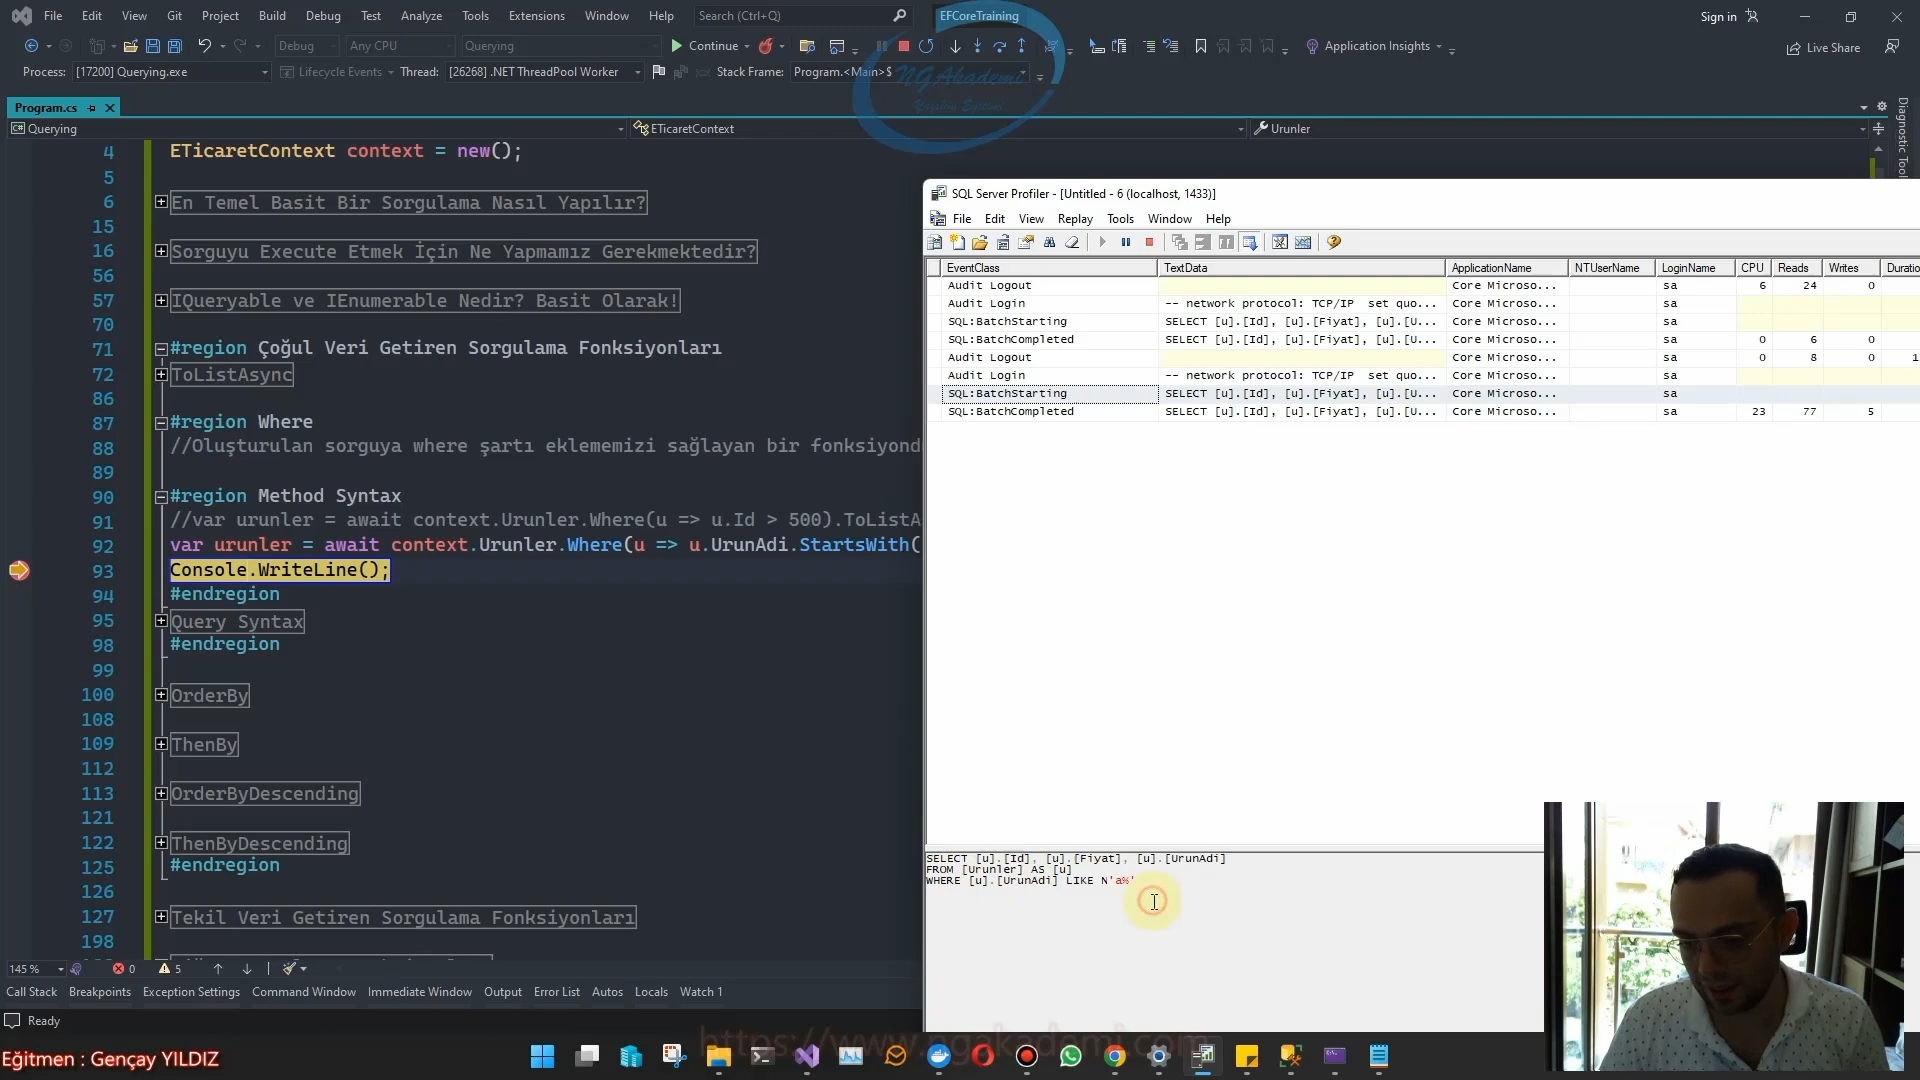 File Edit View Git Project Build Debug Test Analyze Tools Extensions Window Help Search (Ctrl+Q) EFCoreTraining Sign in
Debug Any CPU Querying Continue Application Insights Live Share
Process: [17200] Querying.exe Lifecycle Events Thread: [26268] .NET ThreadPool Worker Stack Frame: Program.<Main>$
NGAkademi
Yazılım Eğitimi
Program.cs
Querying ETicaretContext Urunler
Diagnostic Tool
4 ETicaretContext context = new();
5
6 En Temel Basit Bir Sorgulama Nasıl Yapılır?
15
16 Sorguyu Execute Etmek İçin Ne Yapmamız Gerekmektedir?
56
57 IQueryable ve IEnumerable Nedir? Basit Olarak!
70
71 #region Çoğul Veri Getiren Sorgulama Fonksiyonları
72 ToListAsync
86
87 #region Where
88 //Oluşturulan sorguya where şartı eklememizi sağlayan bir fonksiyond
89
90 #region Method Syntax
91 //var urunler = await context.Urunler.Where(u => u.Id > 500).ToListA
92 var urunler = await context.Urunler.Where(u => u.UrunAdi.StartsWith(
93 Console.WriteLine();
94 #endregion
95 Query Syntax
98 #endregion
99
100 OrderBy
108
109 ThenBy
112
113 OrderByDescending
121
122 ThenByDescending
125 #endregion
126
127 Tekil Veri Getiren Sorgulama Fonksiyonları
198
145 % 0 5
Call Stack Breakpoints Exception Settings Command Window Immediate Window Output Error List Autos Locals Watch 1
Ready
SQL Server Profiler - [Untitled - 6 (localhost, 1433)]
File Edit View Replay Tools Window Help
EventClass TextData ApplicationName NTUserName LoginName CPU Reads Writes Duratio
Audit Logout Core Microso... sa 6 24 0
Audit Login -- network protocol: TCP/IP set quo... Core Microso... sa
SQL:BatchStarting SELECT [u].[Id], [u].[Fiyat], [u].[U... Core Microso... sa
SQL:BatchCompleted SELECT [u].[Id], [u].[Fiyat], [u].[U... Core Microso... sa 0 6 0
Audit Logout Core Microso... sa 0 8 0 1
Audit Login -- network protocol: TCP/IP set quo... Core Microso... sa
SQL:BatchStarting SELECT [u].[Id], [u].[Fiyat], [u].[U... Core Microso... sa
SQL:BatchCompleted SELECT [u].[Id], [u].[Fiyat], [u].[U... Core Microso... sa 23 77 5
SELECT [u].[Id], [u].[Fiyat], [u].[UrunAdi]
FROM [Urunler] AS [u]
WHERE [u].[UrunAdi] LIKE N'a%'
Eğitmen : Gençay YILDIZ